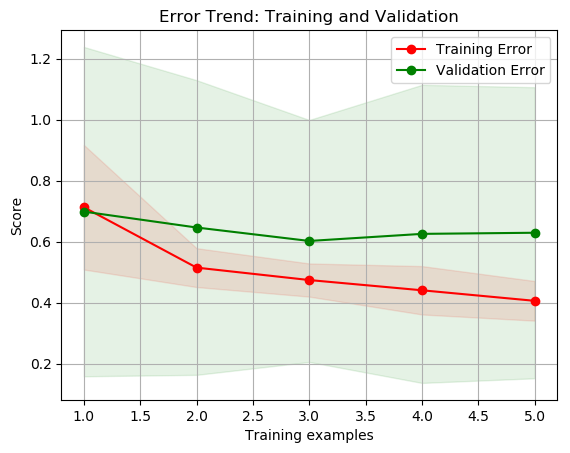 Error Trend: Training and Validation
Training Error
Validation Error
Score
1.2
1.0
0.8
0.6
0.4
0.2
1.0 1.5 2.0 2.5 3.0 3.5 4.0 4.5 5.0
Training examples